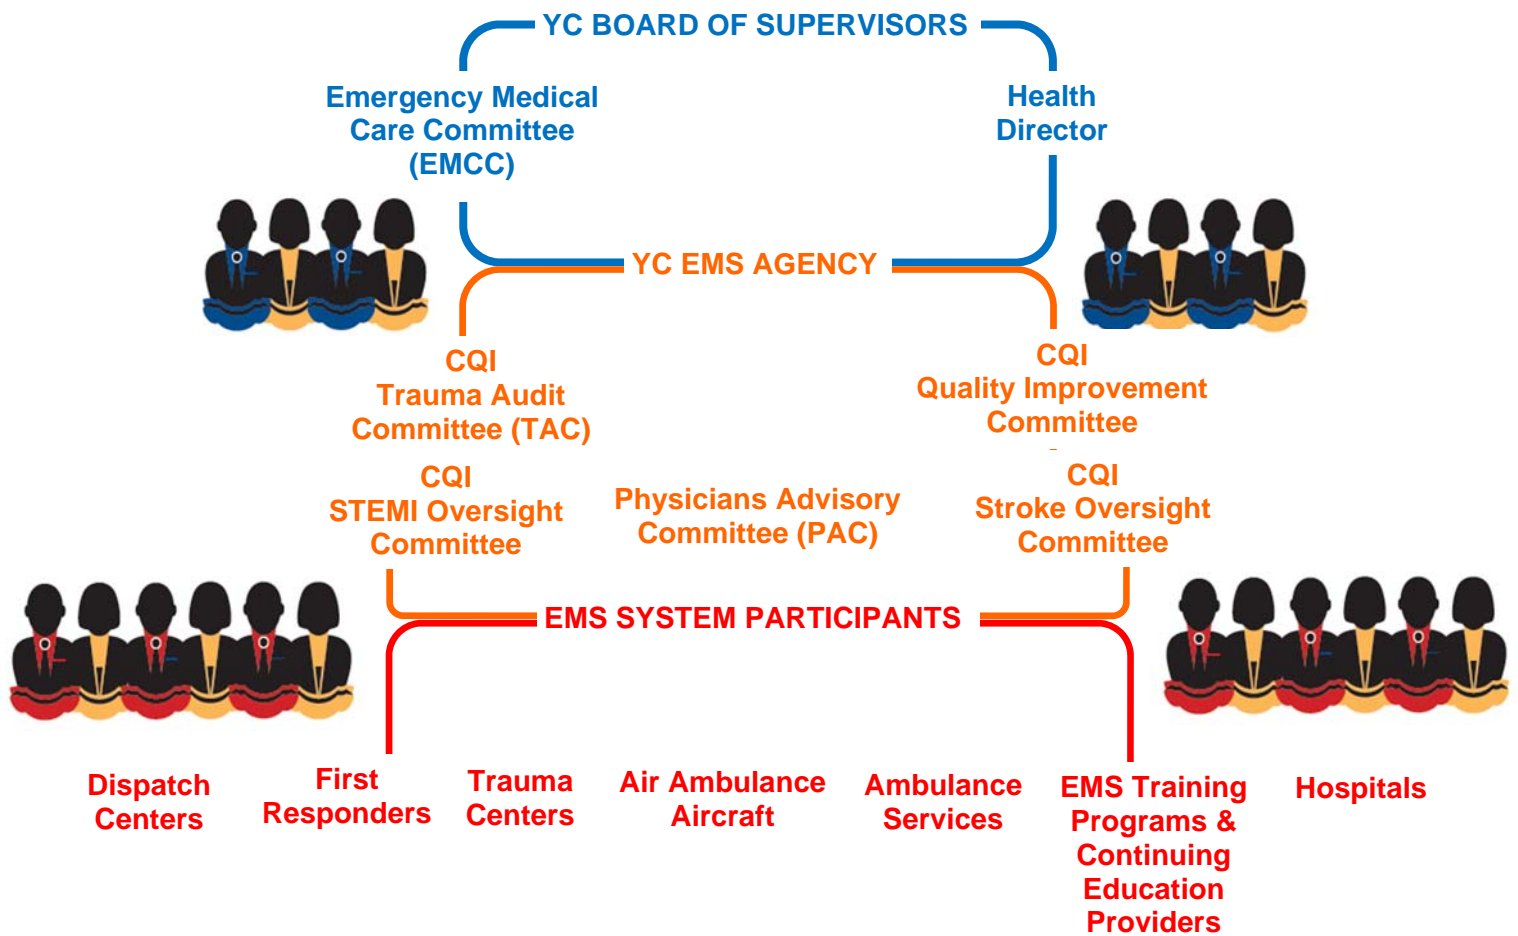 YC BOARD OF SUPERVISORS
Emergency Medical
Care Committee
(EMCC)
Health
Director
YC EMS AGENCY
CQI
Trauma Audit
Committee (TAC)
CQI
Quality Improvement
Committee
CQI
STEMI Oversight
Committee
Physicians Advisory
Committee (PAC)
CQI
Stroke Oversight
Committee
EMS SYSTEM PARTICIPANTS
Dispatch
Centers
First
Responders
Trauma
Centers
Air Ambulance
Aircraft
Ambulance
Services
EMS Training
Programs &
Continuing
Education
Providers
Hospitals